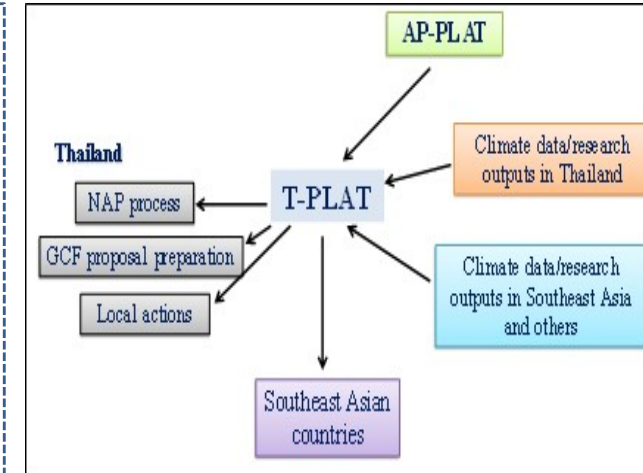 AP-PLAT
Climate data/research
outputs in Thailand
Thailand
T-PLAT
NAP process
GCF proposal preparation
Local actions
Climate data/research
outputs in Southeast Asia
and others
Southeast Asian
countries